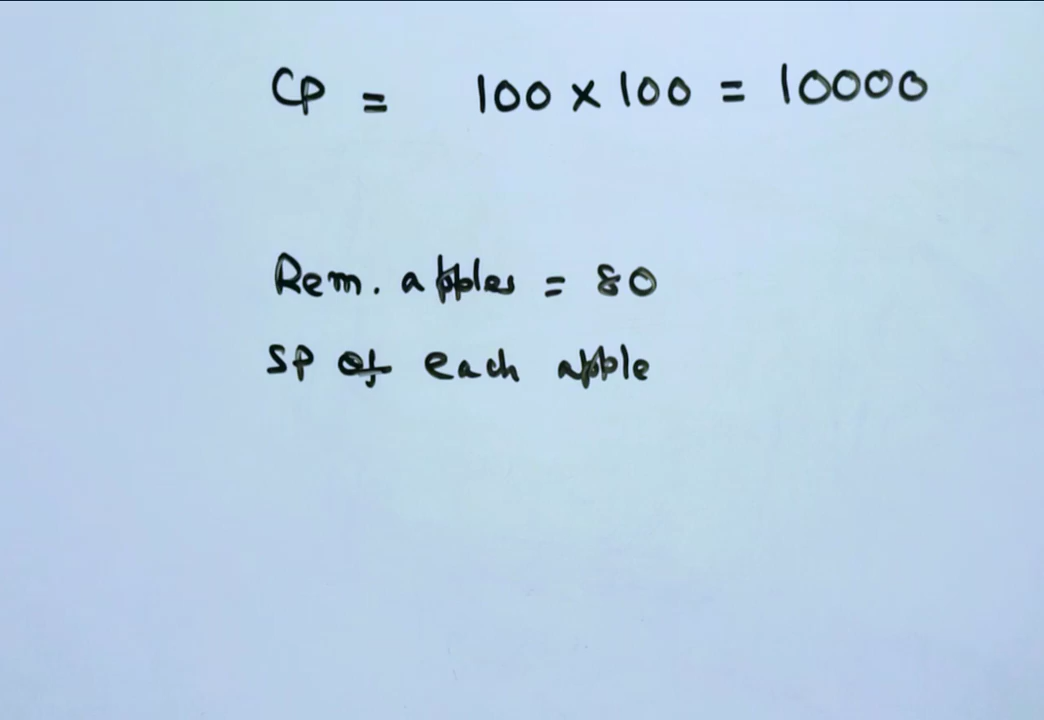 CP = 100 x 100 = 10000
Rem. apples = 80
SP of each apple